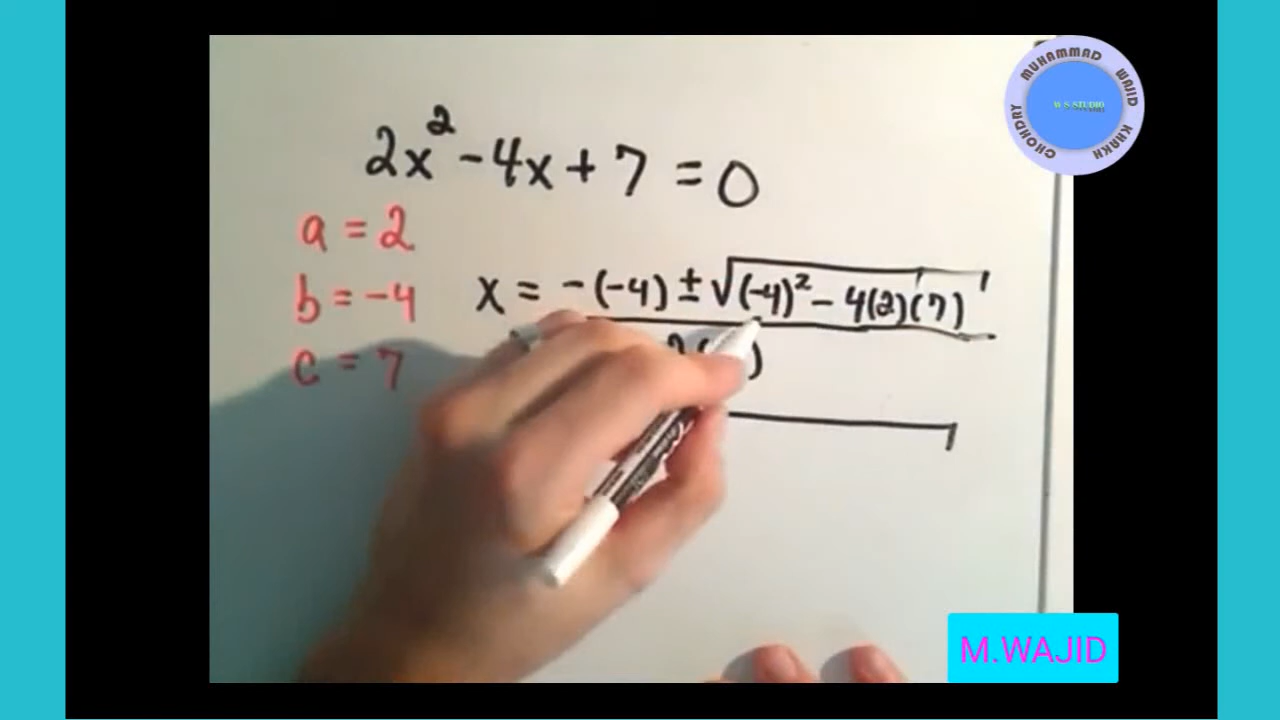 2x² - 4x + 7 = 0
a = 2
b = -4
c = 7
x = -(-4) ± √(-4)² - 4(2)(7)
CHOHDRY MUHAMMAD WAJID KHAKH
W S STUDIO
M.WAJID